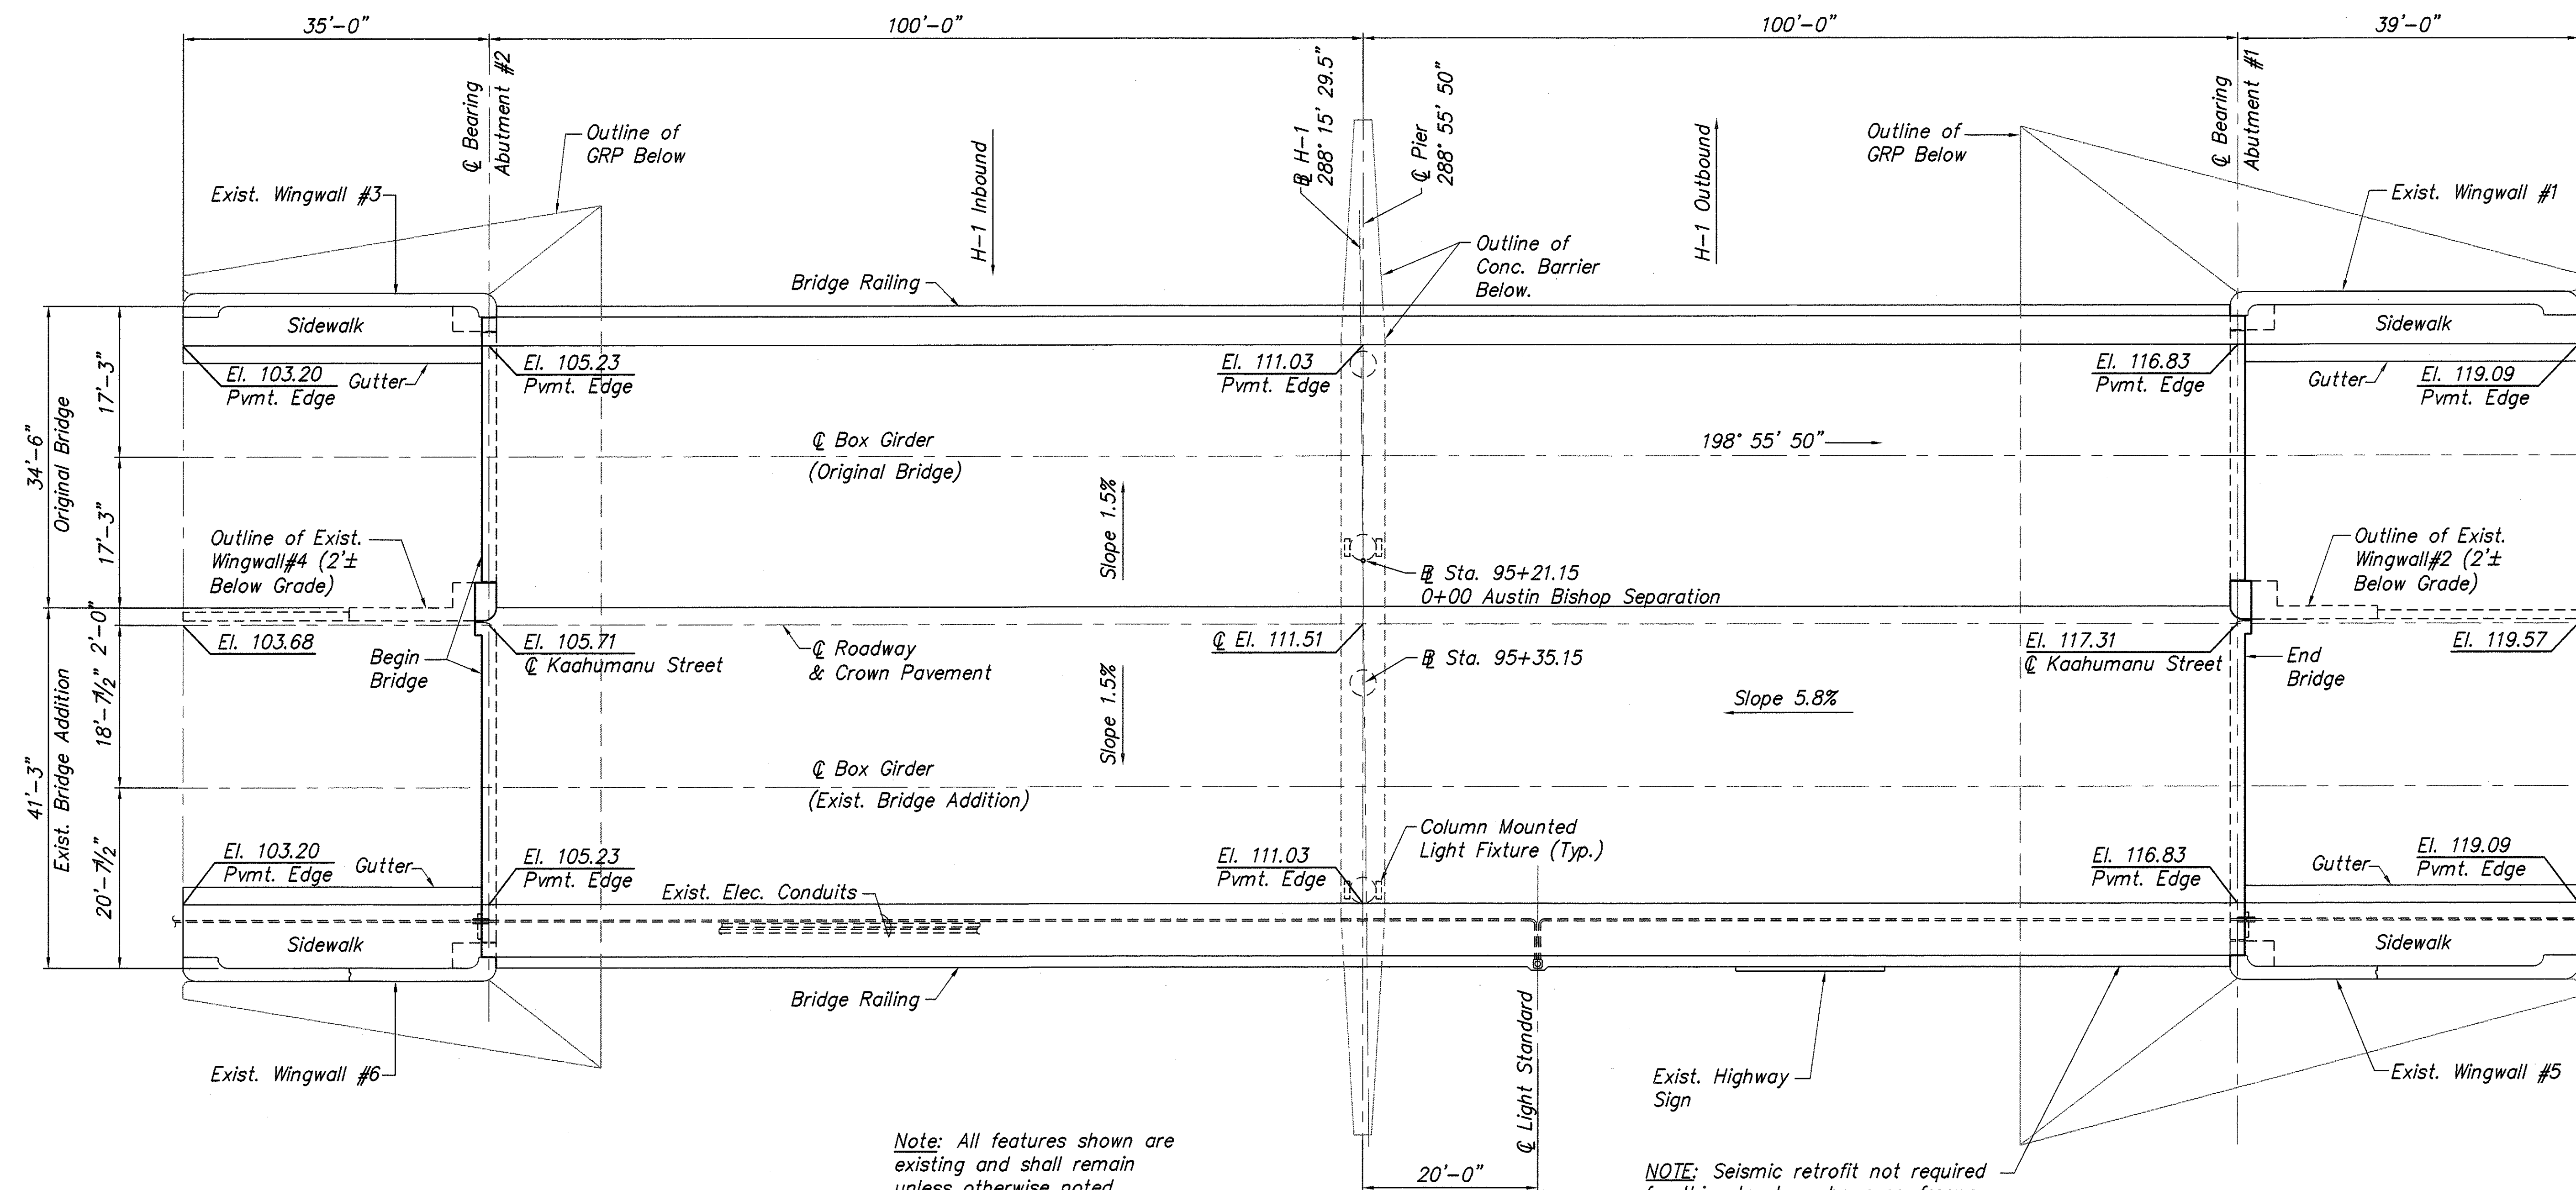 35'-0"
100'-0"
100'-0"
39'-0"
℄ Bearing
Abutment #2
Outline of
GRP Below
Exist. Wingwall #3
H-1 Inbound
Bridge Railing
H-1
288° 15' 29.5"
℄ Pier
288° 55' 50"
Outline of
Conc. Barrier
Below.
H-1 Outbound
Outline of
GRP Below
℄ Bearing
Abutment #1
Exist. Wingwall #1
Sidewalk
Sidewalk
El. 103.20
Pvmt. Edge
Gutter
El. 105.23
Pvmt. Edge
El. 111.03
Pvmt. Edge
El. 116.83
Pvmt. Edge
Gutter
El. 119.09
Pvmt. Edge
17'-3"
34'-6"
Original Bridge
17'-3"
℄ Box Girder
(Original Bridge)
198° 55' 50"
Slope 1.5%
Outline of Exist.
Wingwall#4 (2'±
Below Grade)
Sta. 95+21.15
0+00 Austin Bishop Separation
Outline of Exist.
Wingwall#2 (2'±
Below Grade)
2'-0"
El. 103.68
Begin
Bridge
El. 105.71
℄ Kaahumanu Street
℄ Roadway
& Crown Pavement
℄ El. 111.51
Sta. 95+35.15
El. 117.31
℄ Kaahumanu Street
End
Bridge
El. 119.57
18'-7½"
41'-3"
Exist. Bridge Addition
20'-7½"
Slope 1.5%
Slope 5.8%
℄ Box Girder
(Exist. Bridge Addition)
Column Mounted
Light Fixture (Typ.)
El. 103.20
Pvmt. Edge
Gutter
El. 105.23
Pvmt. Edge
Exist. Elec. Conduits
El. 111.03
Pvmt. Edge
El. 116.83
Pvmt. Edge
Gutter
El. 119.09
Pvmt. Edge
Sidewalk
Sidewalk
Bridge Railing
Exist. Wingwall #6
℄ Light Standard
Exist. Highway
Sign
Exist. Wingwall #5
Note: All features shown are
existing and shall remain
unless otherwise noted
20'-0"
NOTE: Seismic retrofit not required